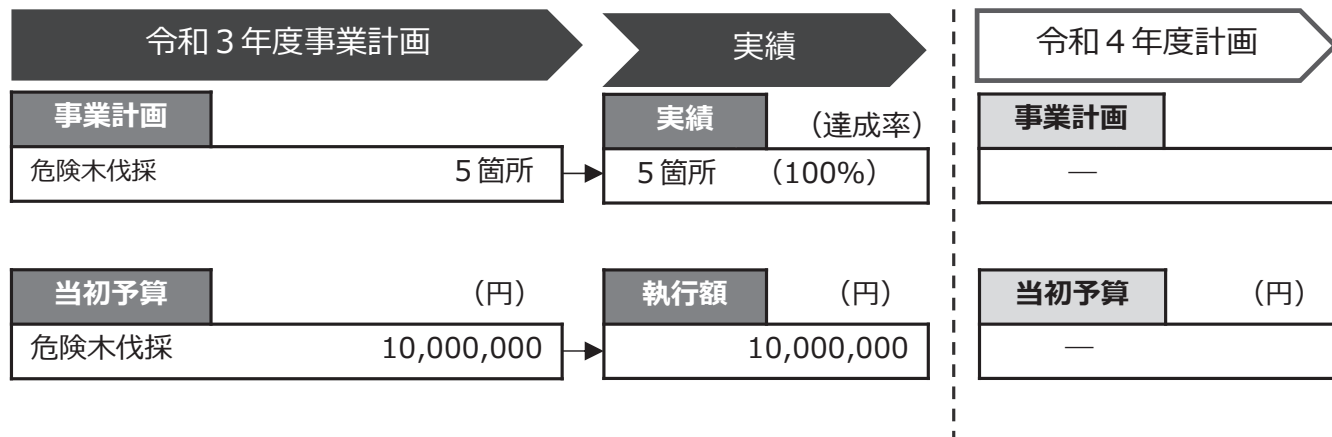 令和３年度事業計画
実績
令和４年度計画
事業計画
実績
（達成率）
事業計画
危険木伐採
５箇所
５箇所
（100%）
―
当初予算
（円）
執行額
（円）
当初予算
（円）
危険木伐採
10,000,000
10,000,000
―